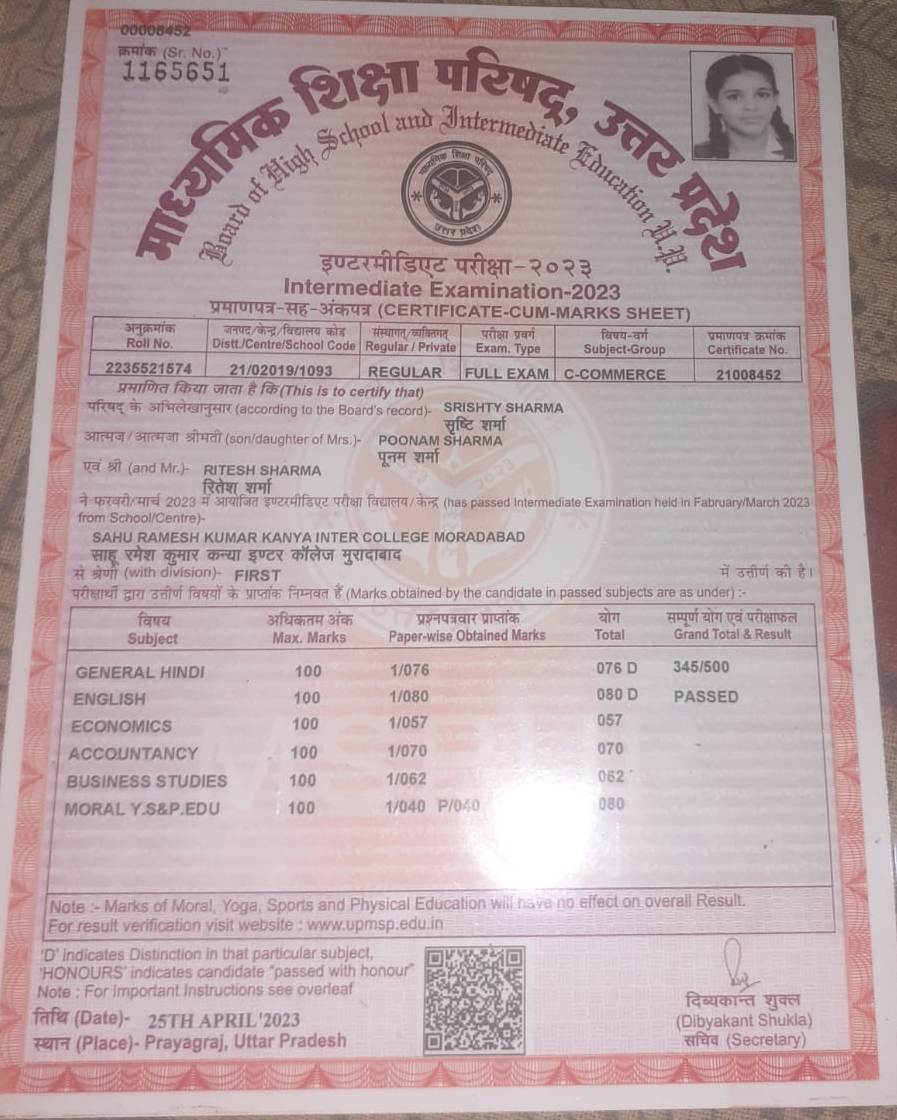 00008452
क्रमांक (Sr. No.)
1165651
माध्यमिक शिक्षा परिषद्, उत्तर प्रदेश
Board of High School and Intermediate Education U.P.
माध्यमिक शिक्षा परिषद्
उत्तर प्रदेश
इण्टरमीडिएट परीक्षा-२०२३
Intermediate Examination-2023
प्रमाणपत्र-सह-अंकपत्र (CERTIFICATE-CUM-MARKS SHEET)
अनुक्रमांक जनपद/केन्द्र/विद्यालय कोड संस्थागत/व्यक्तिगत परीक्षा प्रवर्ग विषय-वर्ग प्रमाणपत्र क्रमांक
Roll No. Distt./Centre/School Code Regular / Private Exam. Type Subject-Group Certificate No.
2235521574 21/02019/1093 REGULAR FULL EXAM C-COMMERCE 21008452
प्रमाणित किया जाता है कि (This is to certify that)
परिषद् के अभिलेखानुसार (according to the Board's record)- SRISHTY SHARMA
सृष्टि शर्मा
आत्मज/आत्मजा श्रीमती (son/daughter of Mrs.)- POONAM SHARMA
पूनम शर्मा
एवं श्री (and Mr.)- RITESH SHARMA
रितेश शर्मा
ने फरवरी/मार्च 2023 में आयोजित इण्टरमीडिएट परीक्षा विद्यालय/केन्द्र (has passed Intermediate Examination held in Fabruary/March 2023
from School/Centre)-
SAHU RAMESH KUMAR KANYA INTER COLLEGE MORADABAD
साहू रमेश कुमार कन्या इण्टर कॉलेज मुरादाबाद
से श्रेणी (with division)- FIRST में उत्तीर्ण की है।
परीक्षार्थी द्वारा उत्तीर्ण विषयों के प्राप्तांक निम्नवत हैं (Marks obtained by the candidate in passed subjects are as under) :-
विषय अधिकतम अंक प्रश्नपत्रवार प्राप्तांक योग सम्पूर्ण योग एवं परीक्षाफल
Subject Max. Marks Paper-wise Obtained Marks Total Grand Total & Result
GENERAL HINDI 100 1/076 076 D 345/500
ENGLISH 100 1/080 080 D PASSED
ECONOMICS 100 1/057 057
ACCOUNTANCY 100 1/070 070
BUSINESS STUDIES 100 1/062 062
MORAL Y.S&P.EDU 100 1/040 P/040 080
Note :- Marks of Moral, Yoga, Sports and Physical Education will have no effect on overall Result.
For result verification visit website : www.upmsp.edu.in
'D' indicates Distinction in that particular subject,
'HONOURS' indicates candidate "passed with honour"
Note : For Important Instructions see overleaf
तिथि (Date)- 25TH APRIL'2023
स्थान (Place)- Prayagraj, Uttar Pradesh
दिब्यकान्त शुक्ल
(Dibyakant Shukla)
सचिव (Secretary)